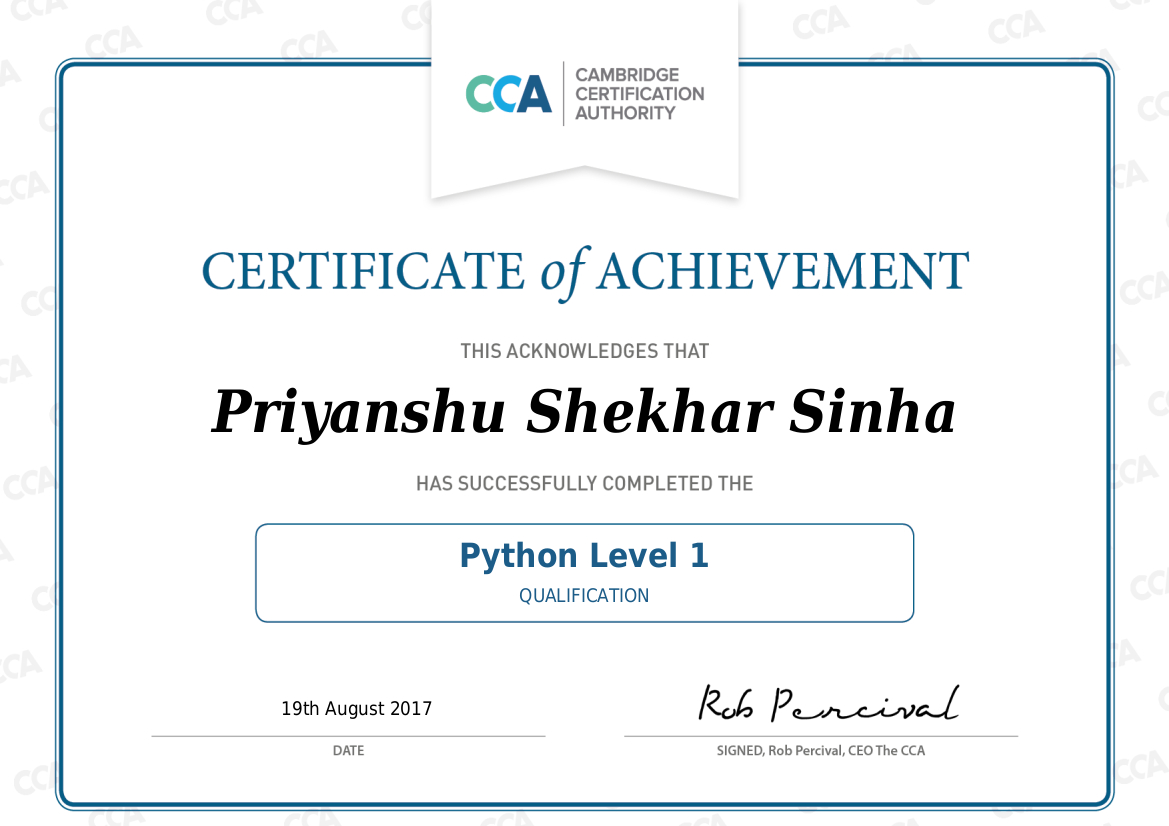 CCA
CAMBRIDGE
CERTIFICATION
AUTHORITY
CERTIFICATE of ACHIEVEMENT
THIS ACKNOWLEDGES THAT
Priyanshu Shekhar Sinha
HAS SUCCESSFULLY COMPLETED THE
Python Level 1
QUALIFICATION
19th August 2017
DATE
Rob Percival
SIGNED, Rob Percival, CEO The CCA